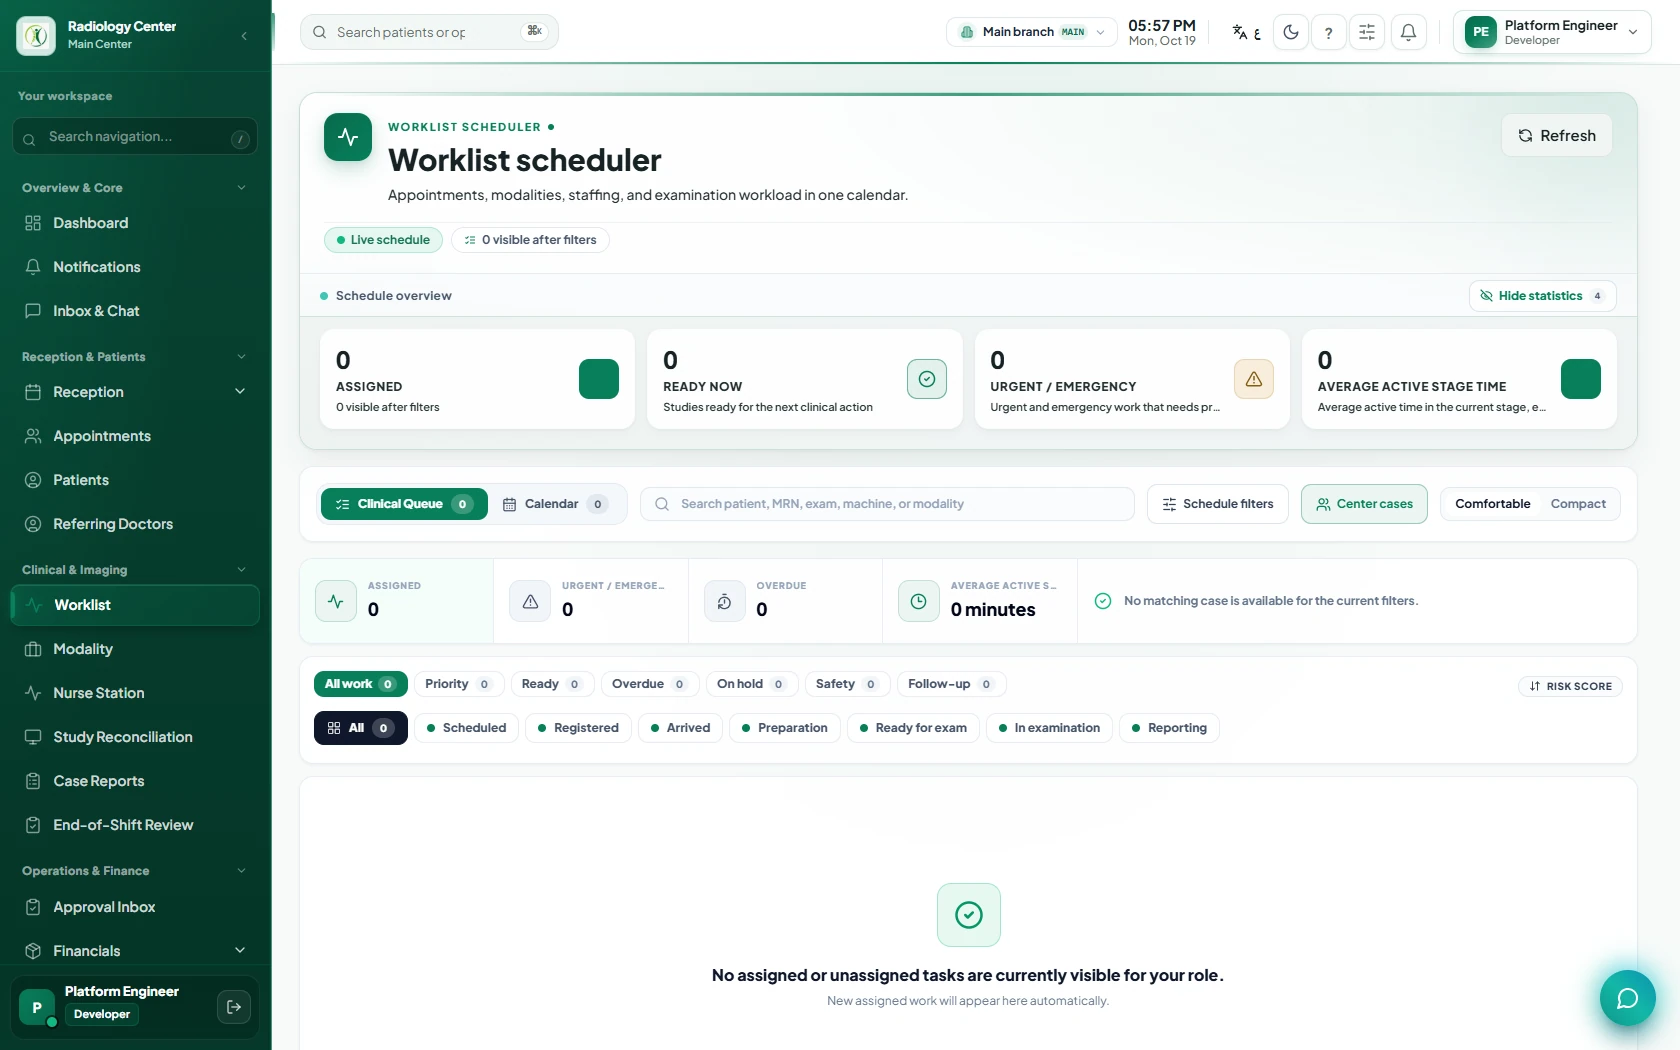 Radiology Center
Main Center
Your workspace
Search navigation...
/
Overview & Core
Dashboard
Notifications
Inbox & Chat
Reception & Patients
Reception
Appointments
Patients
Referring Doctors
Clinical & Imaging
Worklist
Modality
Nurse Station
Study Reconciliation
Case Reports
End-of-Shift Review
Operations & Finance
Approval Inbox
Financials
P
Platform Engineer
Developer
Search patients or op
⌘K
Main branch MAIN
05:57 PM
Mon, Oct 19
ع
?
PE
Platform Engineer
Developer
WORKLIST SCHEDULER
Worklist scheduler
Appointments, modalities, staffing, and examination workload in one calendar.
Refresh
Live schedule
0 visible after filters
Schedule overview
Hide statistics 4
0
ASSIGNED
0 visible after filters
0
READY NOW
Studies ready for the next clinical action
0
URGENT / EMERGENCY
Urgent and emergency work that needs pr...
0
AVERAGE ACTIVE STAGE TIME
Average active time in the current stage, e...
Clinical Queue 0
Calendar 0
Search patient, MRN, exam, machine, or modality
Schedule filters
Center cases
Comfortable
Compact
ASSIGNED
0
URGENT / EMERGE...
0
OVERDUE
0
AVERAGE ACTIVE S...
0 minutes
No matching case is available for the current filters.
All work 0
Priority 0
Ready 0
Overdue 0
On hold 0
Safety 0
Follow-up 0
RISK SCORE
All 0
Scheduled
Registered
Arrived
Preparation
Ready for exam
In examination
Reporting
No assigned or unassigned tasks are currently visible for your role.
New assigned work will appear here automatically.